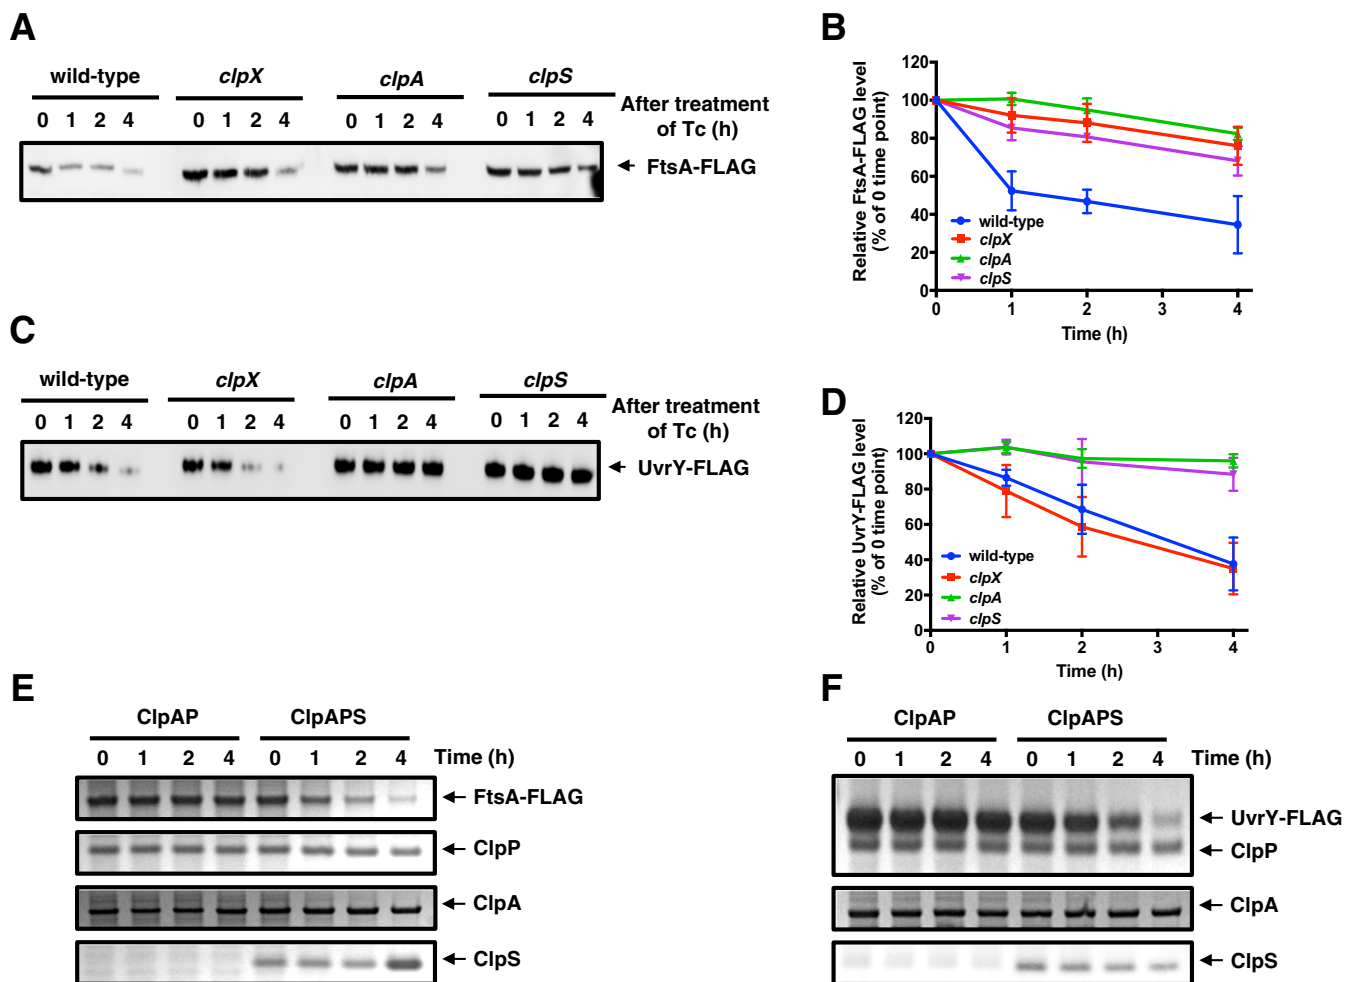 A
wild-type clpX clpA clpS
0 1 2 4 0 1 2 4 0 1 2 4 0 1 2 4
After treatment
of Tc (h)
FtsA-FLAG
B
Relative FtsA-FLAG level
(% of 0 time point)
120
100
80
60
40
20
0
wild-type
clpX
clpA
clpS
0 1 2 3 4
Time (h)
C
wild-type clpX clpA clpS
0 1 2 4 0 1 2 4 0 1 2 4 0 1 2 4
After treatment
of Tc (h)
UvrY-FLAG
D
Relative UvrY-FLAG level
(% of 0 time point)
120
100
80
60
40
20
0
wild-type
clpX
clpA
clpS
0 1 2 3 4
Time (h)
E
ClpAP ClpAPS
0 1 2 4 0 1 2 4 Time (h)
FtsA-FLAG
ClpP
ClpA
ClpS
F
ClpAP ClpAPS
0 1 2 4 0 1 2 4 Time (h)
UvrY-FLAG
ClpP
ClpA
ClpS